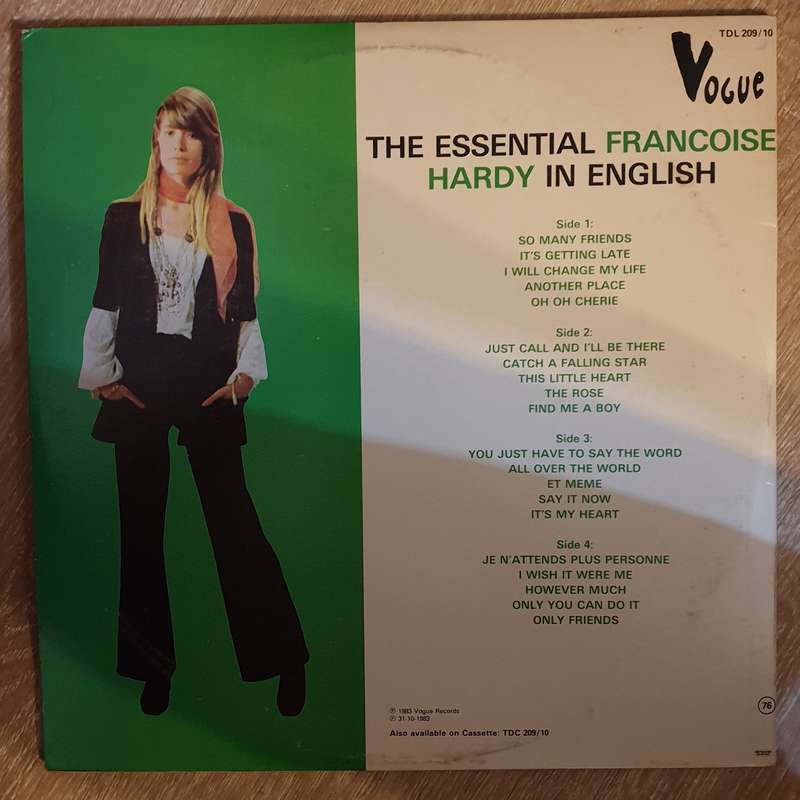 TDL 209/10
VOGUE
THE ESSENTIAL FRANCOISE
HARDY IN ENGLISH
Side 1:
SO MANY FRIENDS
IT'S GETTING LATE
I WILL CHANGE MY LIFE
ANOTHER PLACE
OH OH CHERIE
Side 2:
JUST CALL AND I'LL BE THERE
CATCH A FALLING STAR
THIS LITTLE HEART
THE ROSE
FIND ME A BOY
Side 3:
YOU JUST HAVE TO SAY THE WORD
ALL OVER THE WORLD
ET MEME
SAY IT NOW
IT'S MY HEART
Side 4:
JE N'ATTENDS PLUS PERSONNE
I WISH IT WERE ME
HOWEVER MUCH
ONLY YOU CAN DO IT
ONLY FRIENDS
℗ 1983 Vogue Records
℗ 31-10-1983
76
Also available on Cassette: TDC 209/10